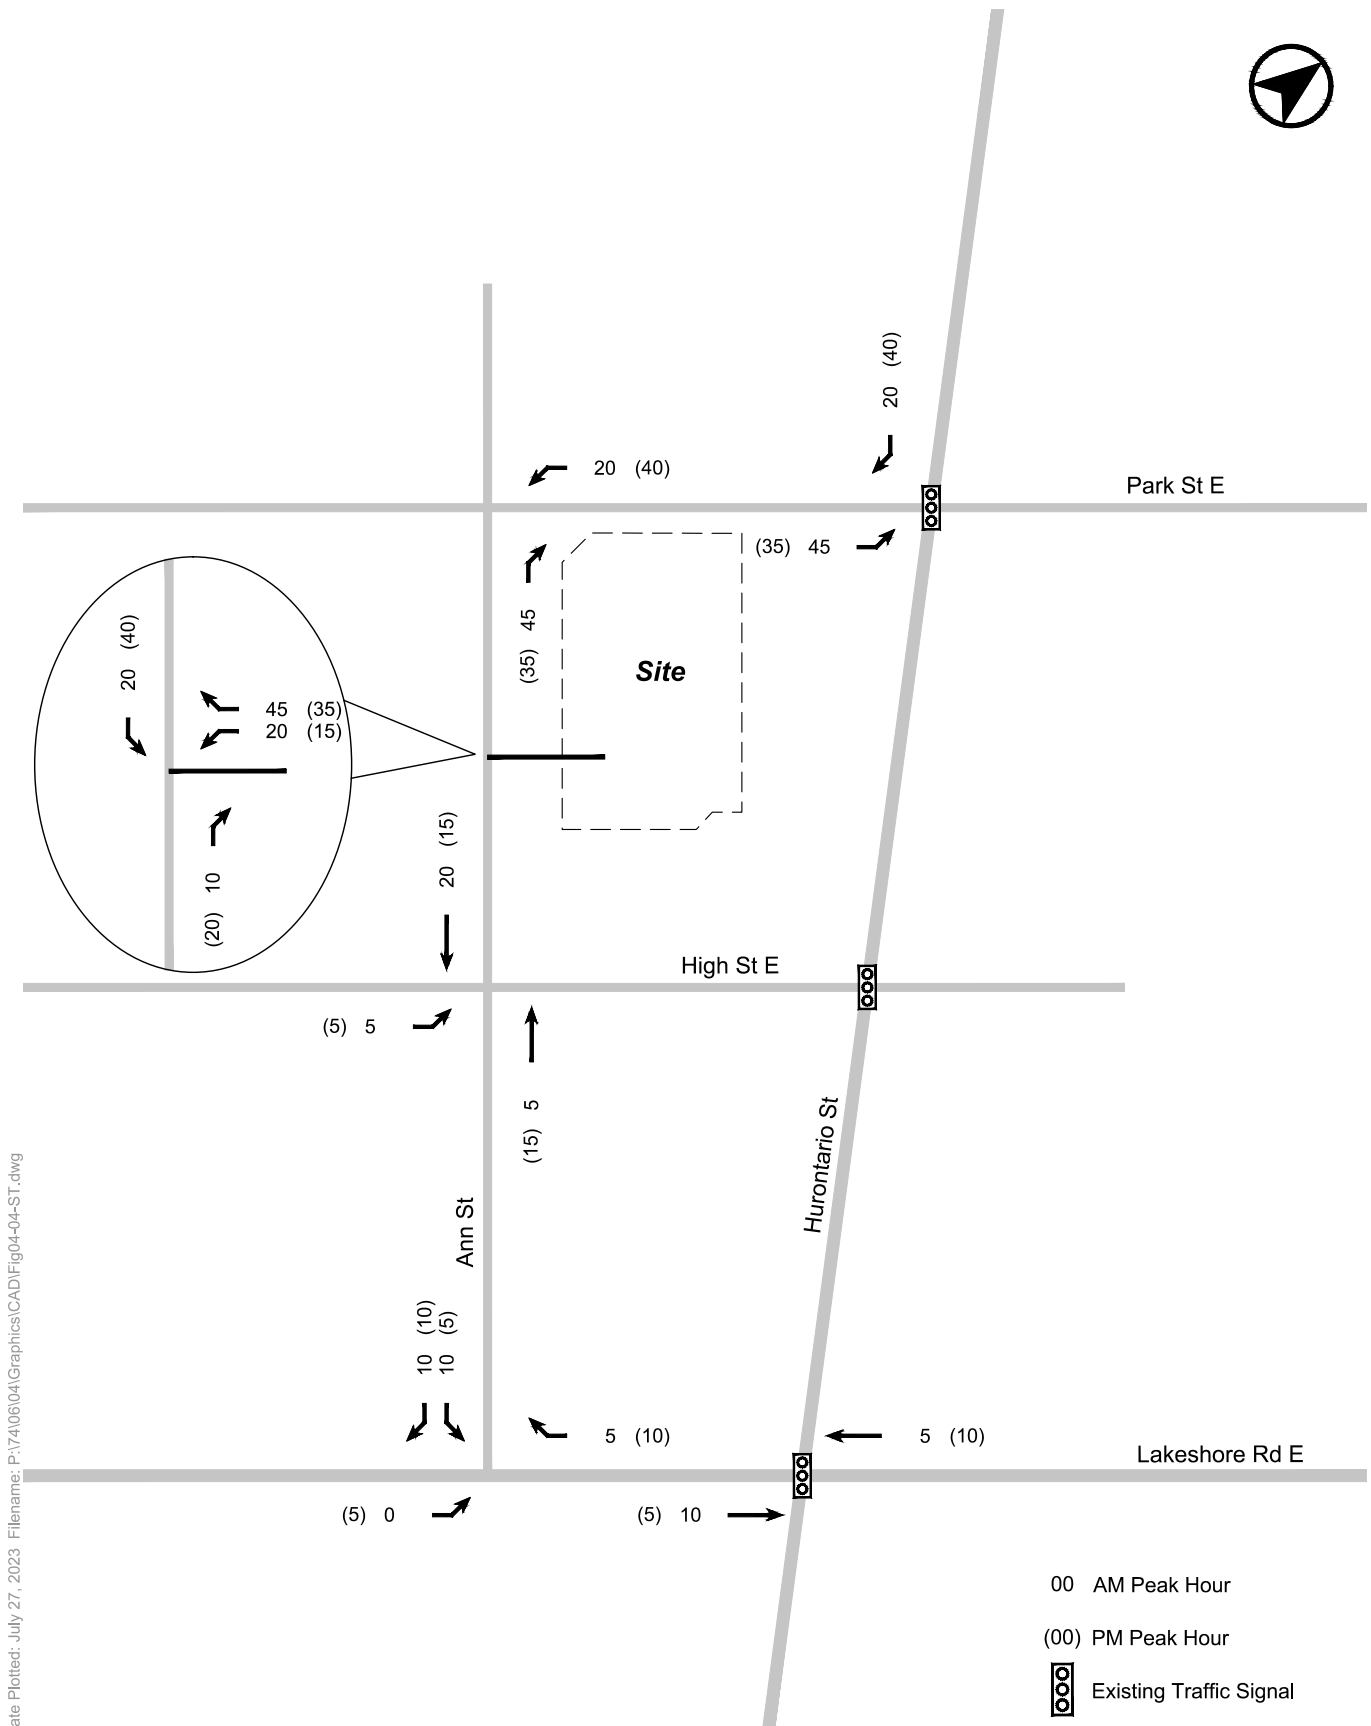 20 (40)
20 (40)
Park St E
(35) 45
(35) 45
Site
20 (40)
45 (35)
20 (15)
(20) 10
20 (15)
High St E
(5) 5
(15) 5
Hurontario St
Ann St
10 (10)
10 (5)
5 (10)
5 (10)
Lakeshore Rd E
(5) 0
(5) 10
00 AM Peak Hour
(00) PM Peak Hour
Existing Traffic Signal
ate Plotted: July 27, 2023 Filename: P:\74\06\04\Graphics\CAD\Fig04-04-ST.dwg